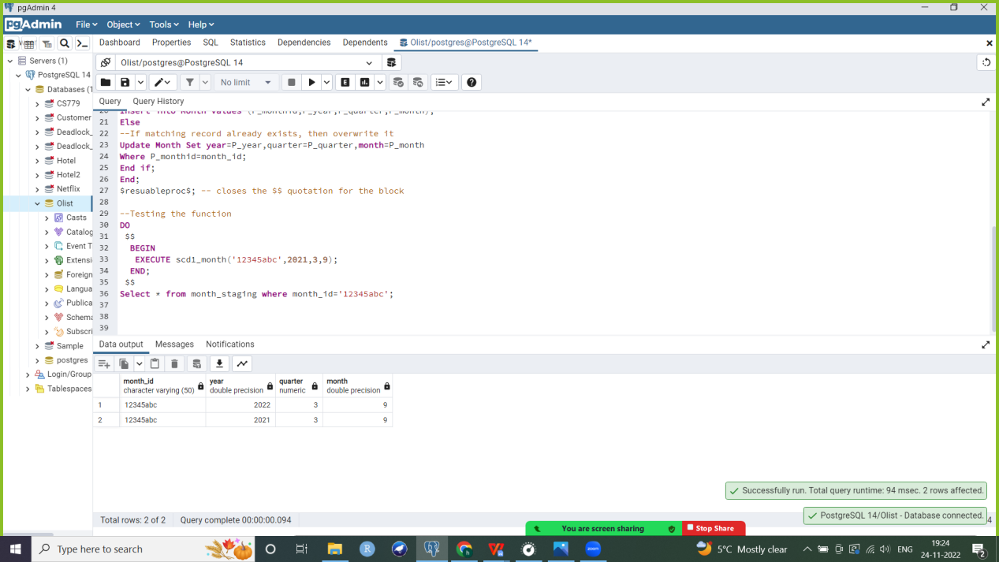 pgAdmin 4
pgAdmin File Object Tools Help
Dashboard Properties SQL Statistics Dependencies Dependents Olist/postgres@PostgreSQL 14*
Servers (1)
PostgreSQL 14
Databases (1
CS779
Customer
Deadlock_
Deadlock_
Hotel
Hotel2
Netflix
Olist
Casts
Catalog
Event T
Extensi
Foreign
Langua
Publica
Schema
Subscri
Sample
postgres
Login/Group
Tablespaces
Olist/postgres@PostgreSQL 14
No limit
Query Query History
20 Insert into Month Values (P_monthid,P_year,P_quarter,P_month);
21 Else
22 --If matching record already exists, then overwrite it
23 Update Month Set year=P_year,quarter=P_quarter,month=P_month
24 Where P_monthid=month_id;
25 End if;
26 End;
27 $resuableproc$; -- closes the $$ quotation for the block
28
29 --Testing the function
30 DO
31 $$
32 BEGIN
33 EXECUTE scd1_month('12345abc',2021,3,9);
34 END;
35 $$
36 Select * from month_staging where month_id='12345abc';
37
38
39
Data output Messages Notifications
month_id year quarter month
character varying (50) double precision numeric double precision
1 12345abc 2022 3 9
2 12345abc 2021 3 9
Successfully run. Total query runtime: 94 msec. 2 rows affected.
PostgreSQL 14/Olist - Database connected.
Total rows: 2 of 2 Query complete 00:00:00.094
You are screen sharing Stop Share
Type here to search
5°C Mostly clear
ENG
19:24
24-11-2022
2